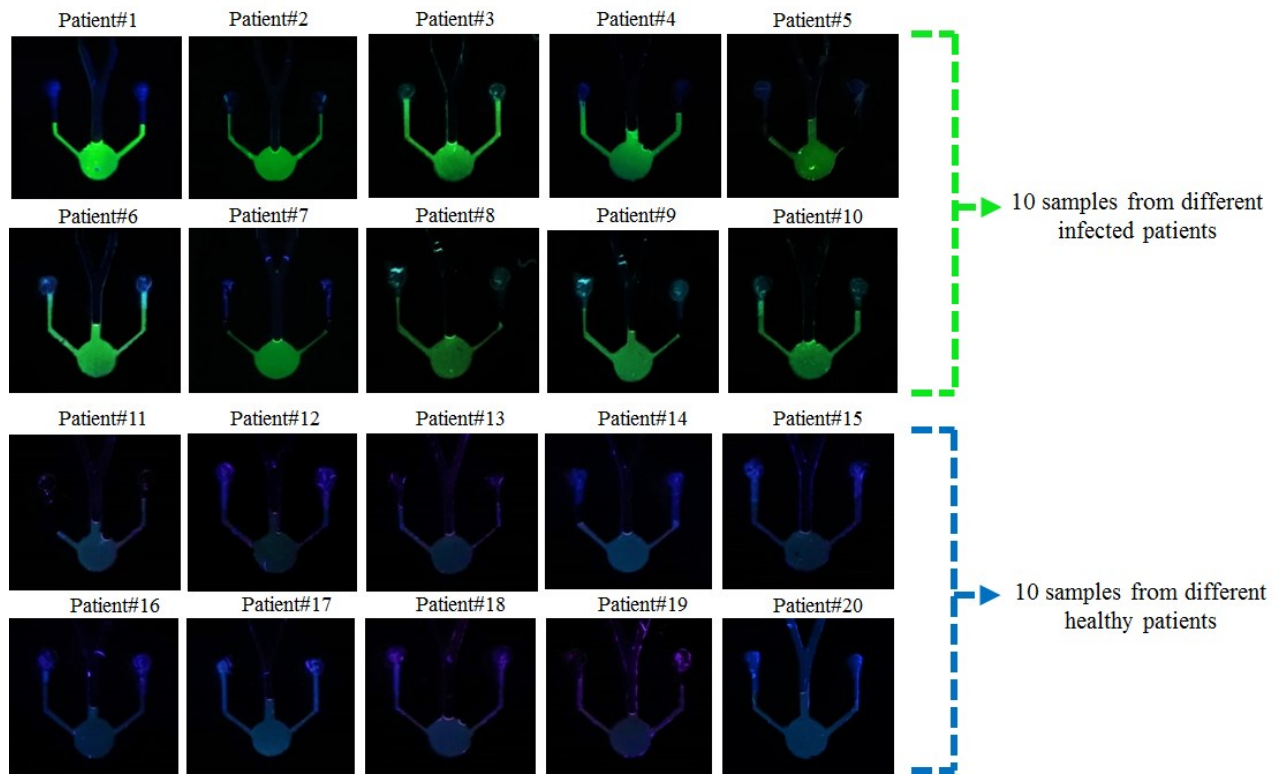 Patient#1
Patient#2
Patient#3
Patient#4
Patient#5
Patient#6
Patient#7
Patient#8
Patient#9
Patient#10
10 samples from different
infected patients
Patient#11
Patient#12
Patient#13
Patient#14
Patient#15
Patient#16
Patient#17
Patient#18
Patient#19
Patient#20
10 samples from different
healthy patients